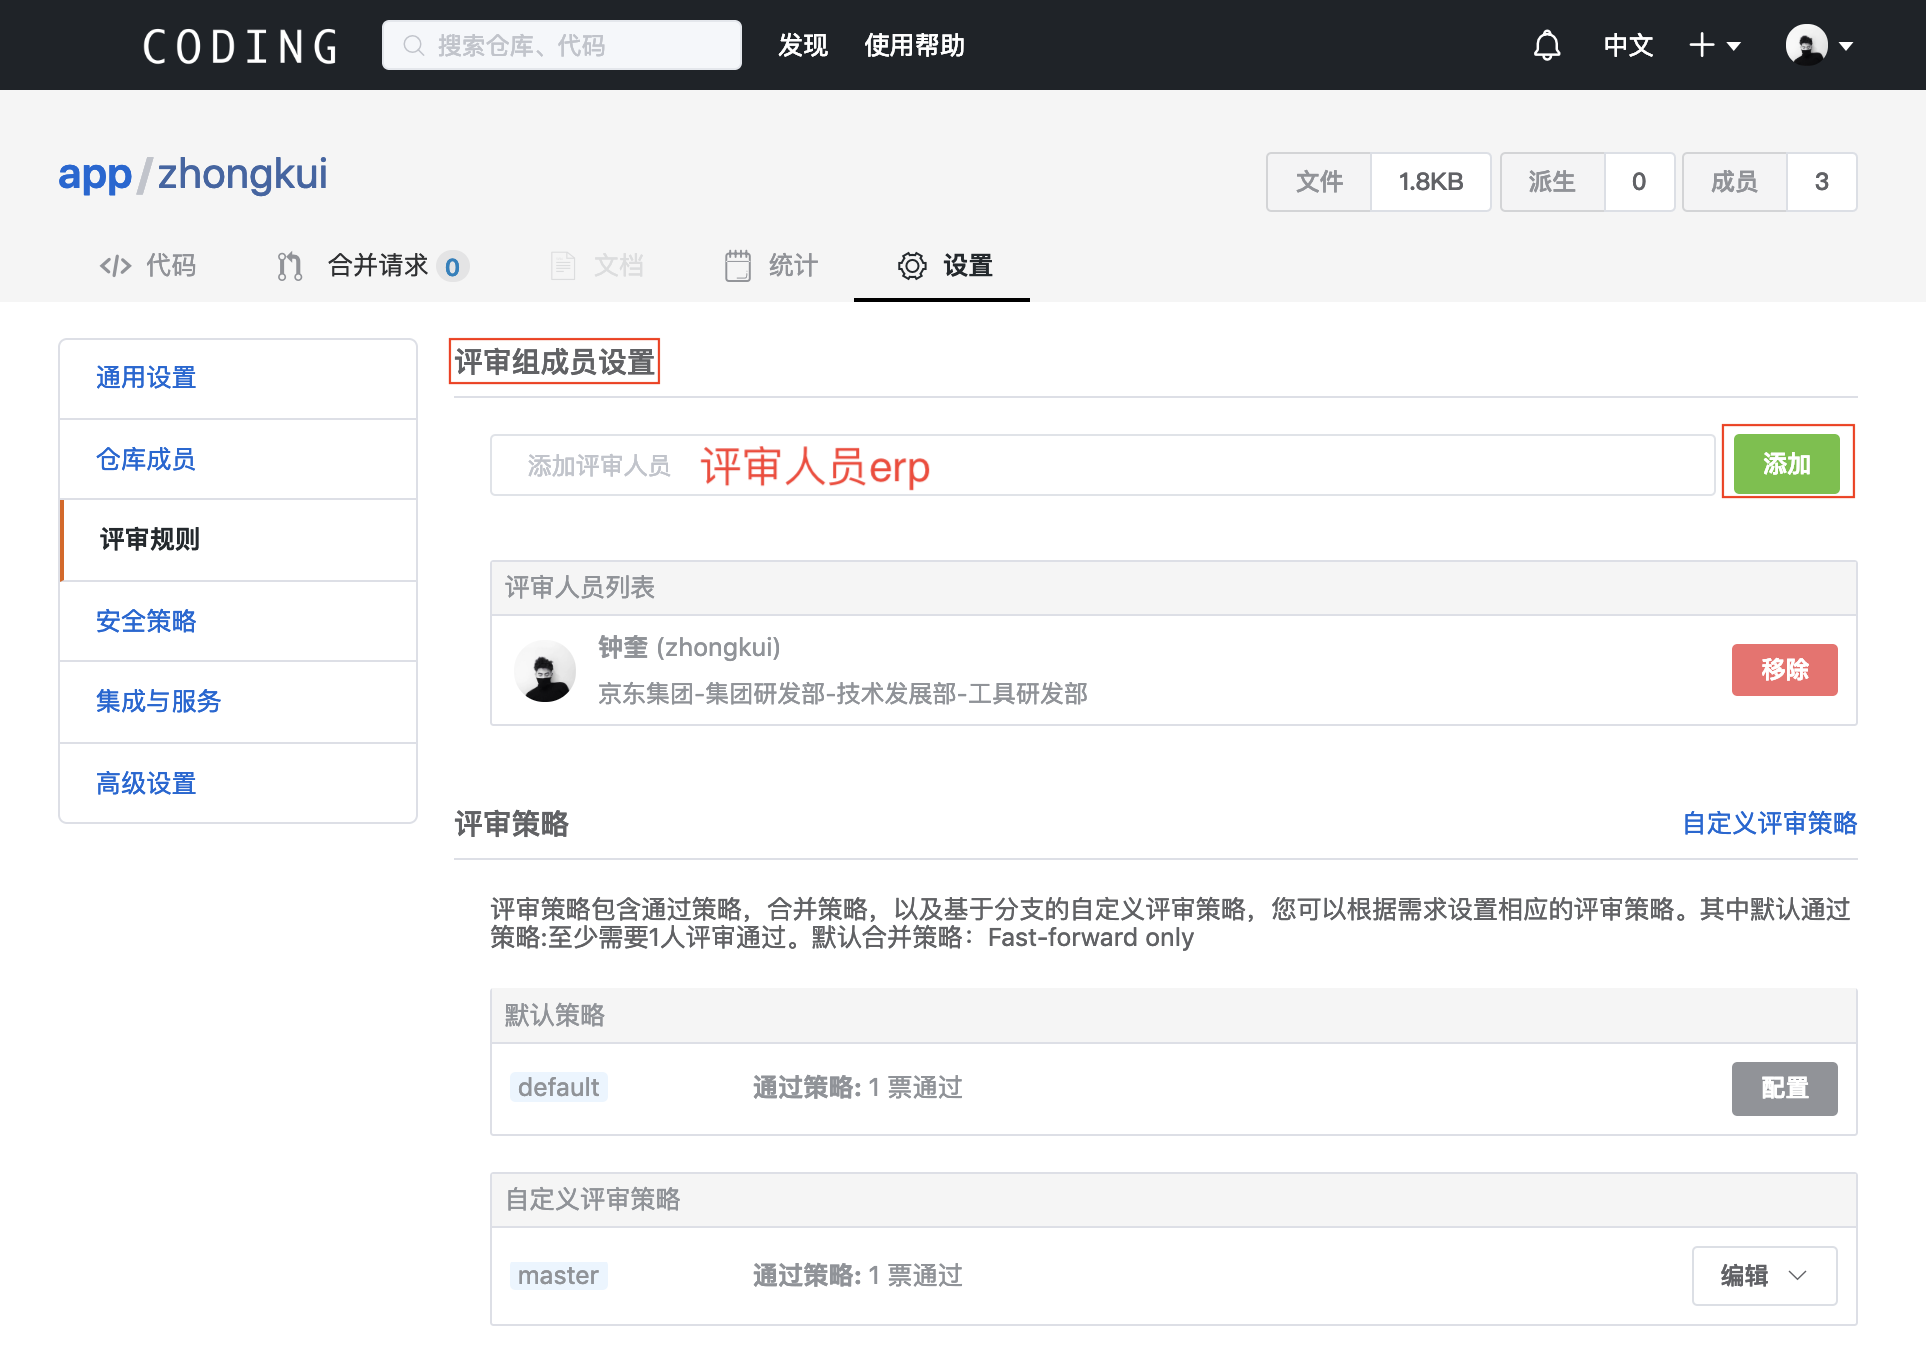 CODING
搜索仓库、代码
发现
使用帮助
中文
app/zhongkui
文件 1.8KB
派生 0
成员 3
代码
合并请求 0
文档
统计
设置
通用设置
仓库成员
评审规则
安全策略
集成与服务
高级设置
评审组成员设置
添加评审人员
评审人员erp
添加
评审人员列表
钟奎 (zhongkui)
京东集团-集团研发部-技术发展部-工具研发部
移除
评审策略
自定义评审策略
评审策略包含通过策略，合并策略，以及基于分支的自定义评审策略，您可以根据需求设置相应的评审策略。其中默认通过
策略:至少需要1人评审通过。默认合并策略：Fast-forward only
默认策略
default
通过策略: 1 票通过
配置
自定义评审策略
master
通过策略: 1 票通过
编辑